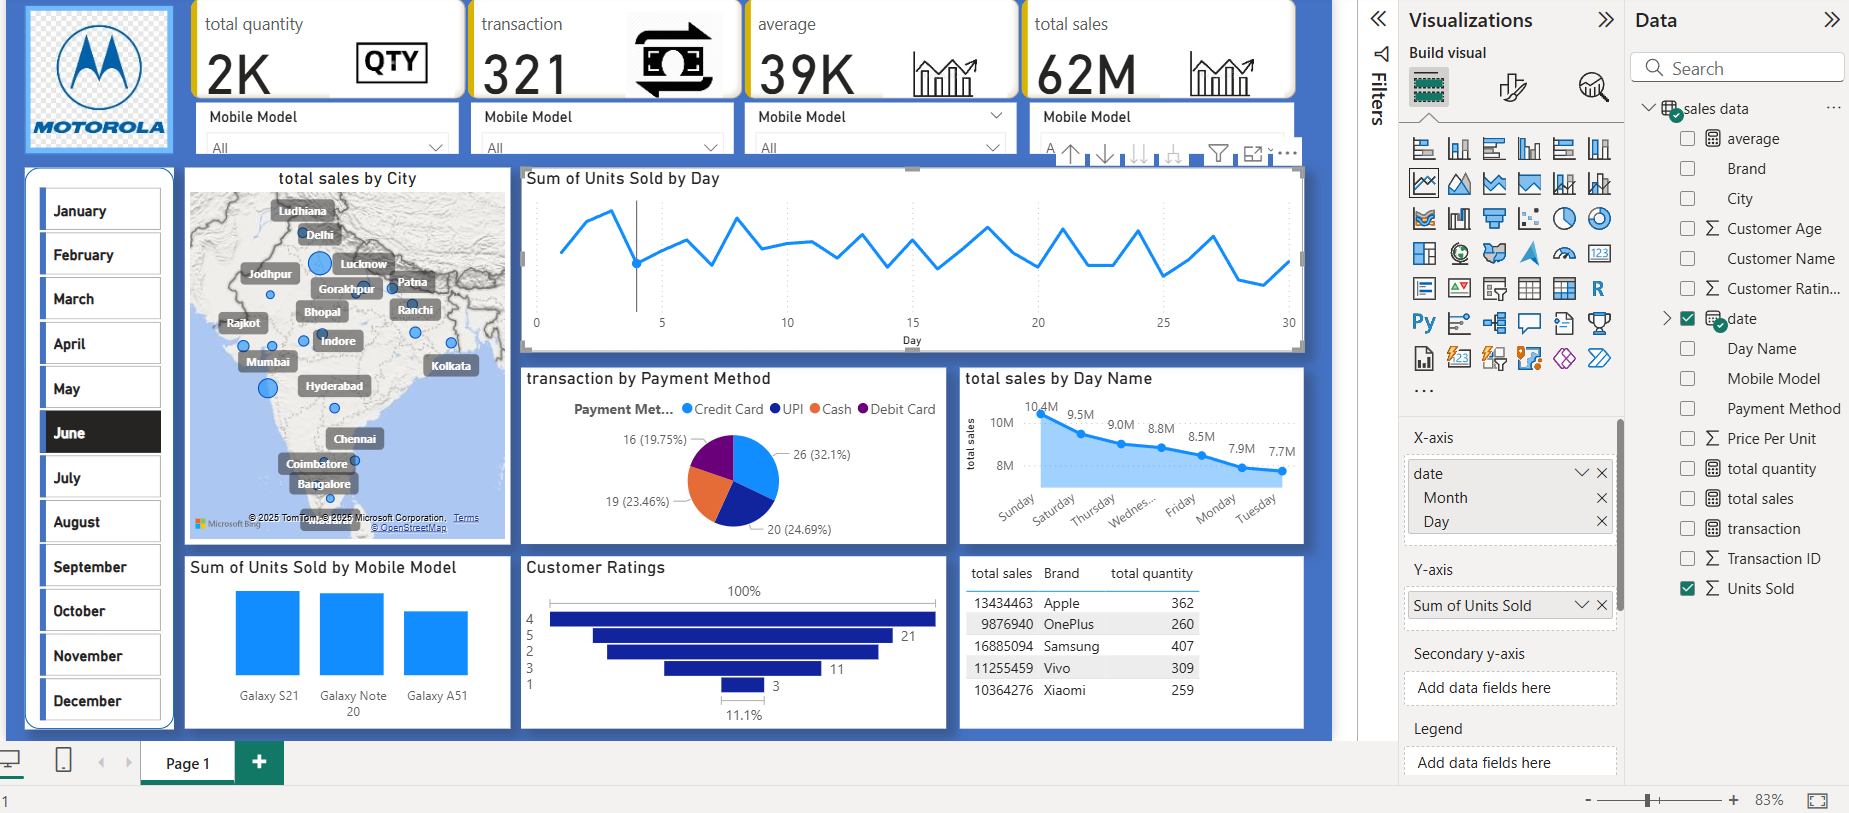 MOTOROLA
total quantity
2K
QTY
transaction
321
average
39K
total sales
62M
Mobile Model
All
Mobile Model
All
Mobile Model
All
Mobile Model
A
January
February
March
April
May
June
July
August
September
October
November
December
total sales by City
Ludhiana
Delhi
Lucknow
Jodhpur
Gorakhpur
Patna
Bhopal
Ranchi
Rajkot
Indore
Mumbai
Kolkata
Hyderabad
Chennai
Coimbatore
Bangalore
Microsoft Bing
© 2025 TomTom, © 2025 Microsoft Corporation, Terms
© OpenStreetMap
Sum of Units Sold by Day
0 5 10 15 20 25 30
Day
transaction by Payment Method
Payment Met... Credit Card UPI Cash Debit Card
16 (19.75%)
26 (32.1%)
19 (23.46%)
20 (24.69%)
total sales by Day Name
total sales
10M
8M
10.4M
9.5M
9.0M
8.8M
8.5M
7.9M
7.7M
Sunday
Saturday
Thursday
Wednes...
Friday
Monday
Tuesday
Sum of Units Sold by Mobile Model
Galaxy S21
Galaxy Note
20
Galaxy A51
Customer Ratings
100%
4
5 21
2
3 11
1 3
11.1%
total sales Brand total quantity
13434463 Apple 362
9876940 OnePlus 260
16885094 Samsung 407
11255459 Vivo 309
10364276 Xiaomi 259
Page 1
1
83%
Filters
Visualizations
Build visual
123
R
Py
123
X-axis
date
Month
Day
Y-axis
Sum of Units Sold
Secondary y-axis
Add data fields here
Legend
Add data fields here
Data
Search
sales data
average
Brand
City
Customer Age
Customer Name
Customer Ratin...
date
Day Name
Mobile Model
Payment Method
Price Per Unit
total quantity
total sales
transaction
Transaction ID
Units Sold